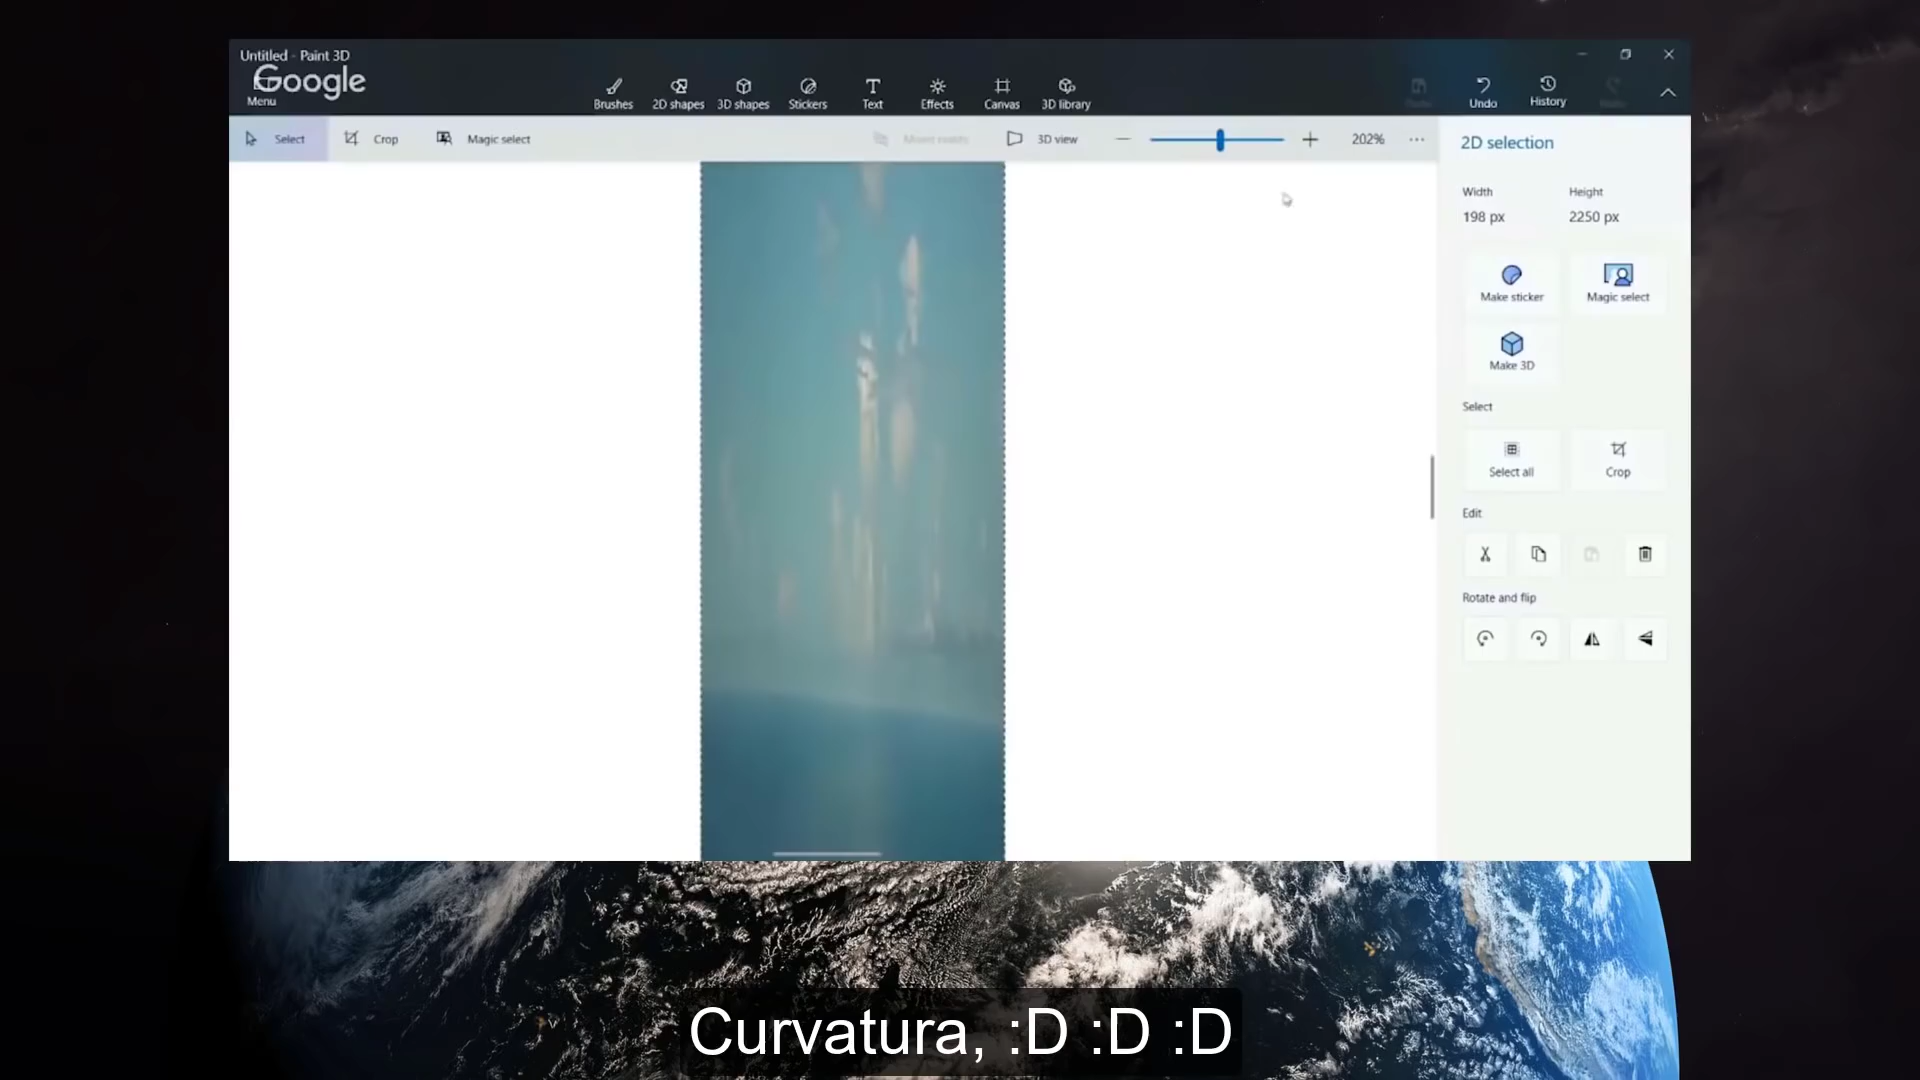 Untitled - Paint 3D
Google
Menu
Brushes
2D shapes
3D shapes
Stickers
Text
Effects
Canvas
3D library
Undo
History
Select
Crop
Magic select
Mixed reality
3D view
202%
2D selection
Width
Height
198 px
2250 px
Make sticker
Magic select
Make 3D
Select
Select all
Crop
Edit
Rotate and flip
Curvatura, :D :D :D